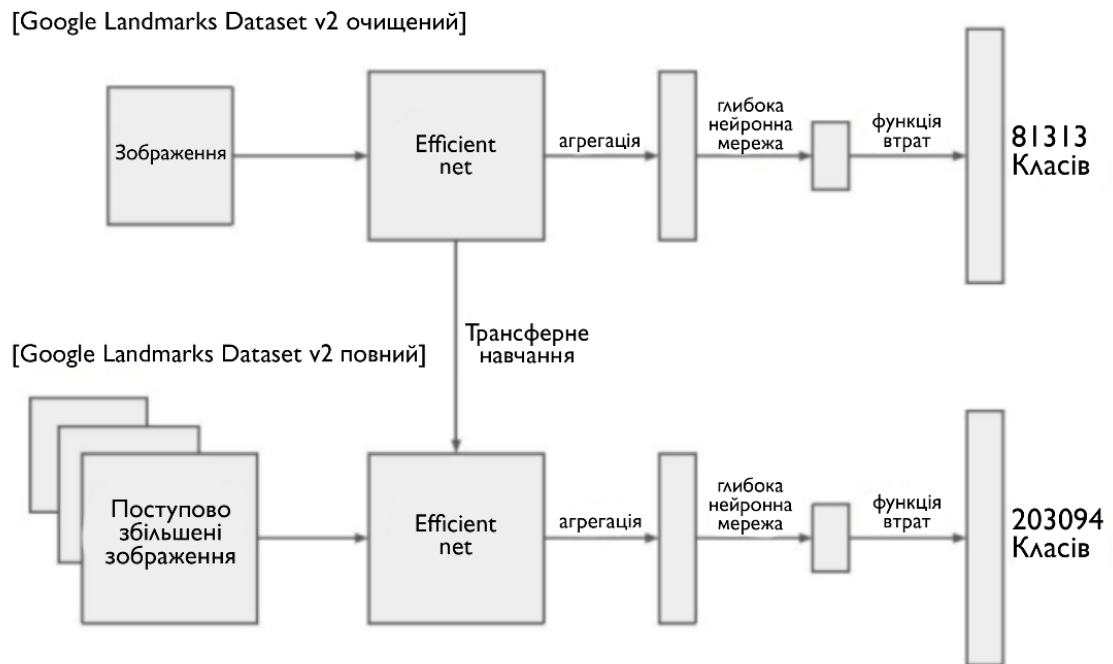 [Google Landmarks Dataset v2 очищений]
Зображення
Efficient
net
агрегація
глибока
нейронна
мережа
функція
втрат
81313
Класів
Трансферне
навчання
[Google Landmarks Dataset v2 повний]
Поступово
збільшені
зображення
Efficient
net
агрегація
глибока
нейронна
мережа
функція
втрат
203094
Класів